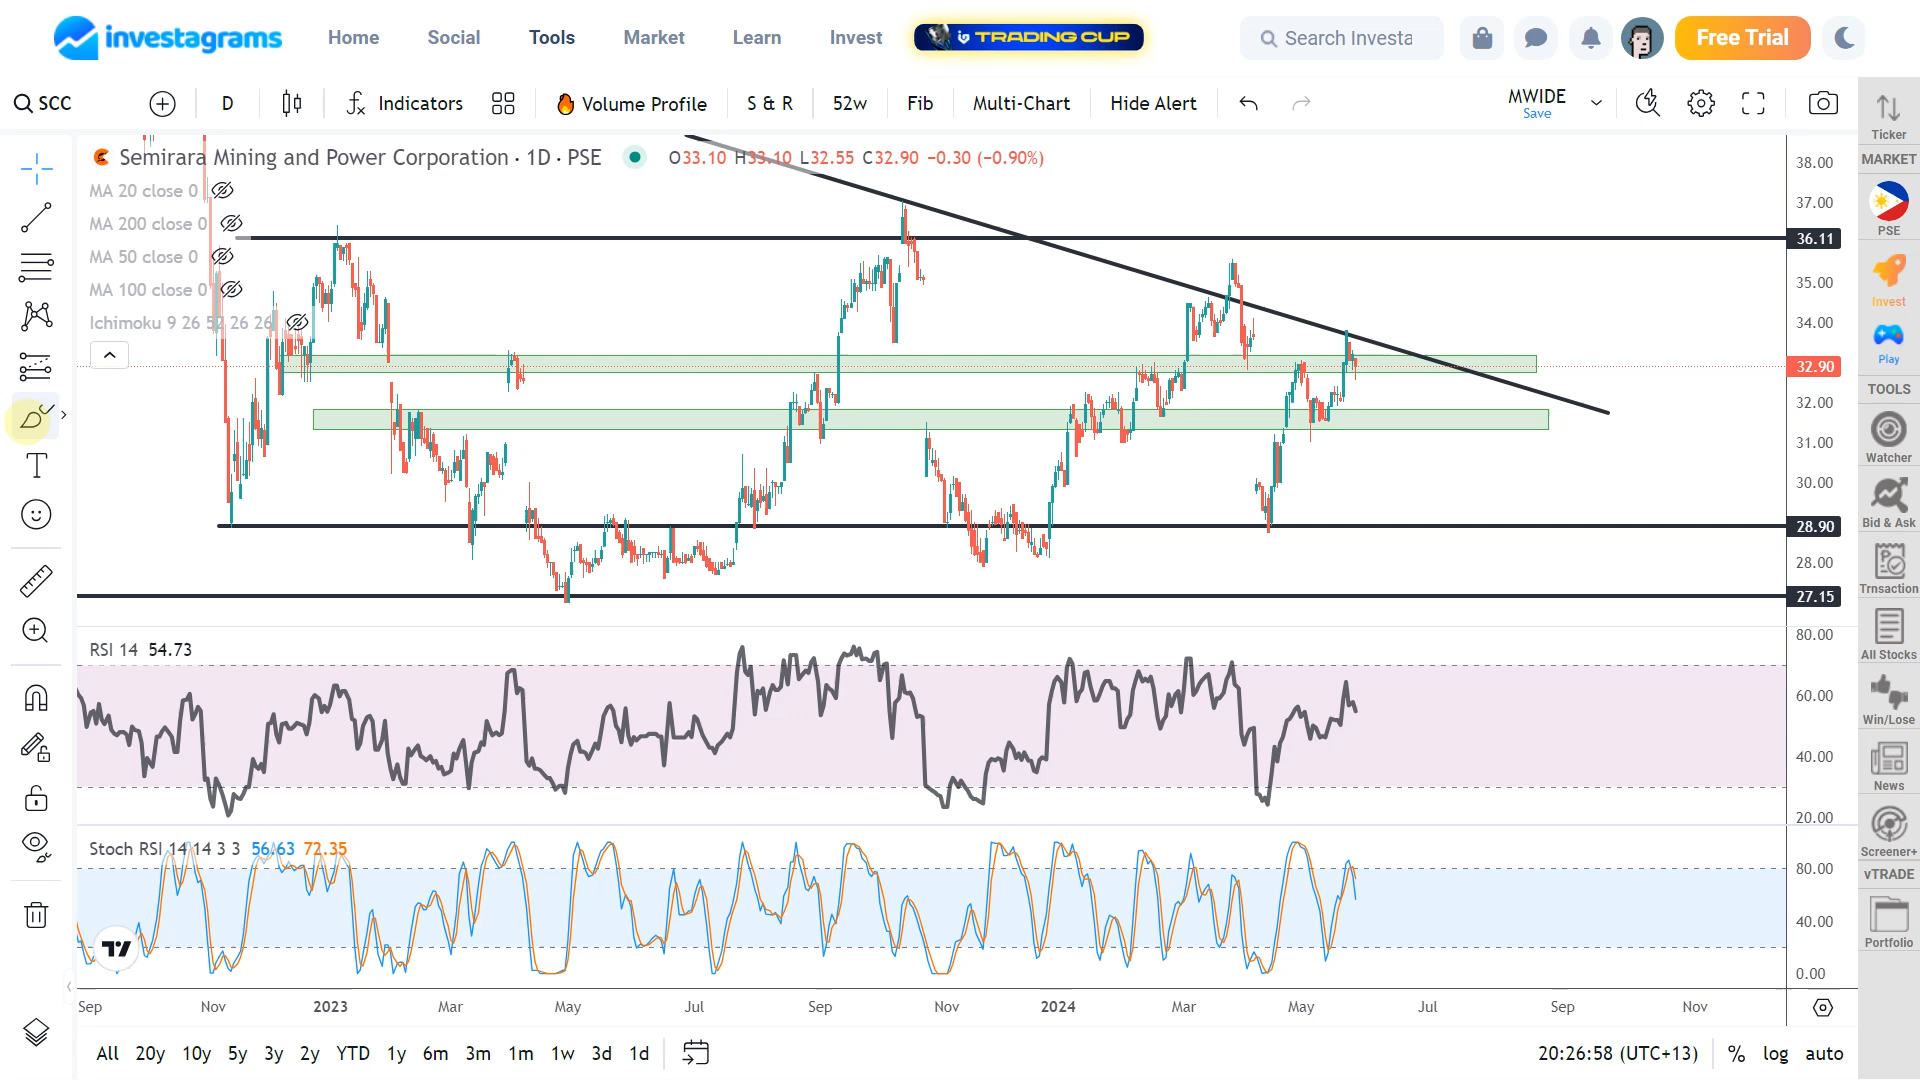 investagrams Home Social Tools Market Learn Invest TRADING CUP Search Investa Free Trial
SCC D Indicators Volume Profile S & R 52w Fib Multi-Chart Hide Alert MWIDE
Save
Ticker
MARKET
PSE
Invest
Play
TOOLS
Watcher
Bid & Ask
Trnsaction
All Stocks
Win/Lose
News
Screener+
vTRADE
Portfolio
Semirara Mining and Power Corporation · 1D · PSE O33.10 H33.10 L32.55 C32.90 −0.30 (−0.90%)
MA 20 close 0
MA 200 close 0
MA 50 close 0
MA 100 close 0
Ichimoku 9 26 52 26 26
38.00
37.00
36.11
35.00
34.00
32.90
32.00
31.00
30.00
28.90
28.00
27.15
RSI 14 54.73
80.00
60.00
40.00
20.00
Stoch RSI 14 14 3 3 56.63 72.35
80.00
40.00
0.00
Sep Nov 2023 Mar May Jul Sep Nov 2024 Mar May Jul Sep Nov
All 20y 10y 5y 3y 2y YTD 1y 6m 3m 1m 1w 3d 1d 20:26:58 (UTC+13) % log auto